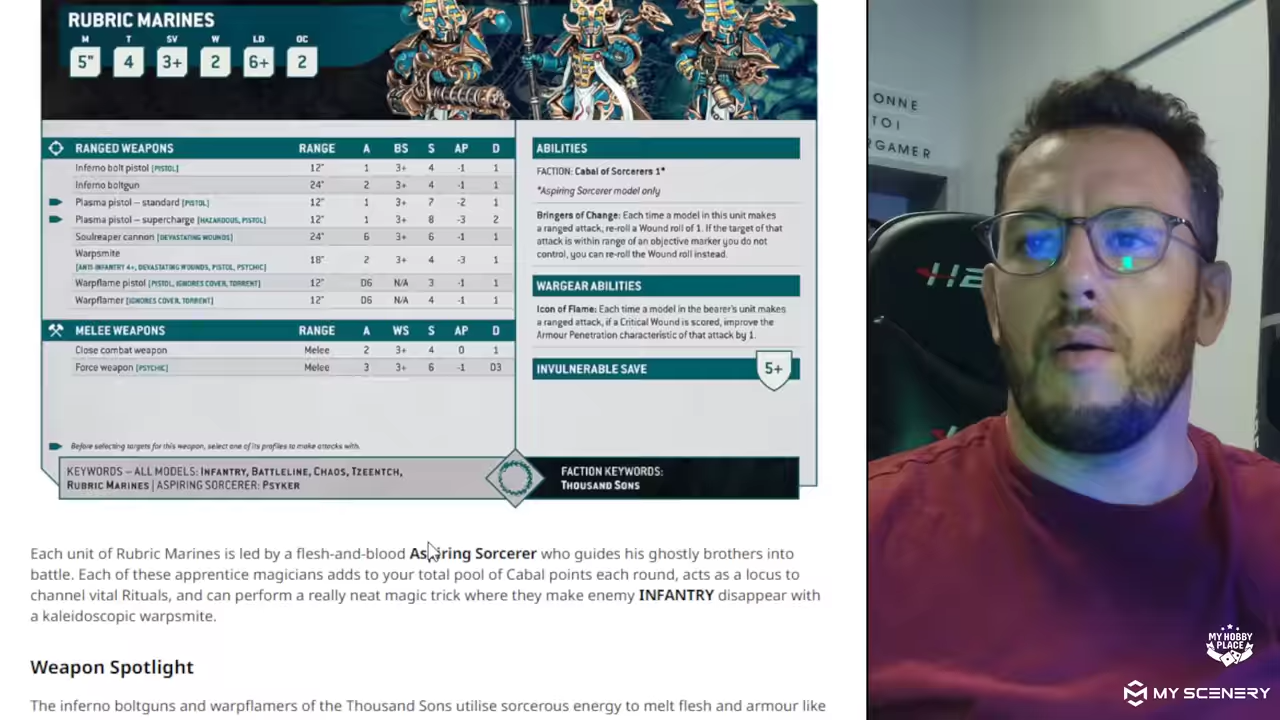 RUBRIC MARINES
M T SV W LD OC
5" 4 3+ 2 6+ 2
RANGED WEAPONS RANGE A BS S AP D
Inferno bolt pistol [PISTOL] 12" 1 3+ 4 -1 1
Inferno boltgun 24" 2 3+ 4 -1 1
Plasma pistol – standard [PISTOL] 12" 1 3+ 7 -2 1
Plasma pistol – supercharge [HAZARDOUS, PISTOL] 12" 1 3+ 8 -3 2
Soulreaper cannon [DEVASTATING WOUNDS] 24" 6 3+ 6 -1 1
Warpsmite
[ANTI-INFANTRY 4+, DEVASTATING WOUNDS, PISTOL, PSYCHIC] 18" 2 3+ 4 -3 1
Warpflame pistol [PISTOL, IGNORES COVER, TORRENT] 12" D6 N/A 3 -1 1
Warpflamer [IGNORES COVER, TORRENT] 12" D6 N/A 4 -1 1
MELEE WEAPONS RANGE A WS S AP D
Close combat weapon Melee 2 3+ 4 0 1
Force weapon [PSYCHIC] Melee 3 3+ 6 -1 D3
Before selecting targets for this weapon, select one of its profiles to make attacks with.
ABILITIES
FACTION: Cabal of Sorcerers 1*
*Aspiring Sorcerer model only
Bringers of Change: Each time a model in this unit makes
a ranged attack, re-roll a Wound roll of 1. If the target of that
attack is within range of an objective marker you do not
control, you can re-roll the Wound roll instead.
WARGEAR ABILITIES
Icon of Flame: Each time a model in the bearer's unit makes
a ranged attack, if a Critical Wound is scored, improve the
Armour Penetration characteristic of that attack by 1.
INVULNERABLE SAVE 5+
KEYWORDS – ALL MODELS: INFANTRY, BATTLELINE, CHAOS, TZEENTCH,
RUBRIC MARINES | ASPIRING SORCERER: PSYKER
FACTION KEYWORDS:
THOUSAND SONS
Each unit of Rubric Marines is led by a flesh-and-blood Aspiring Sorcerer who guides his ghostly brothers into
battle. Each of these apprentice magicians adds to your total pool of Cabal points each round, acts as a locus to
channel vital Rituals, and can perform a really neat magic trick where they make enemy INFANTRY disappear with
a kaleidoscopic warpsmite.
Weapon Spotlight
The inferno boltguns and warpflamers of the Thousand Sons utilise sorcerous energy to melt flesh and armour like
ONNE
TOI
RGAMER
MY HOBBY
PLACE
MY SCENERY